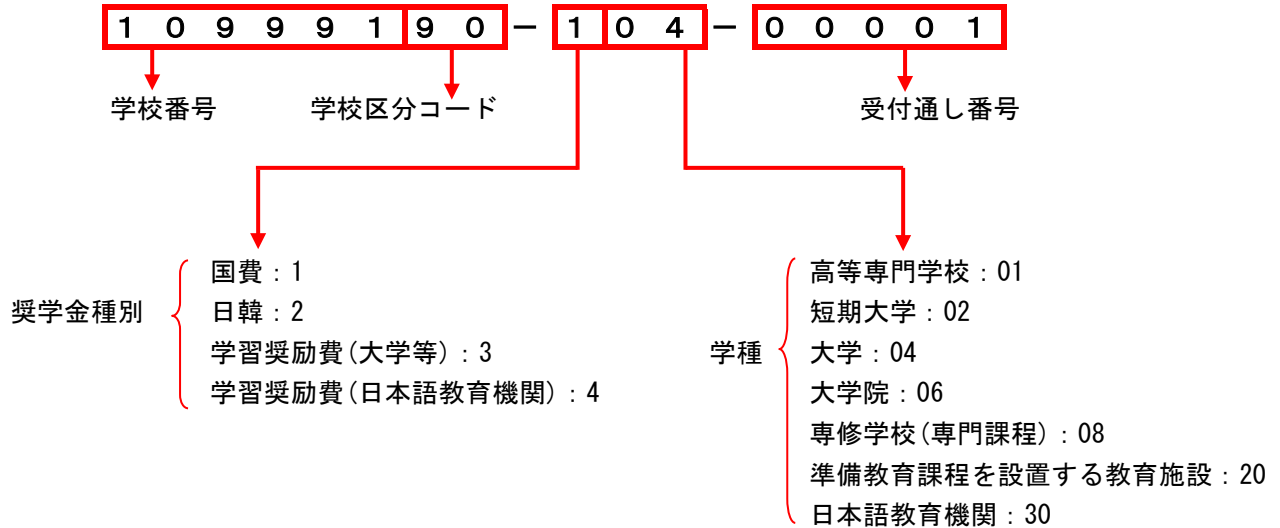 １０９９９１９０－１０４－００００１
学校番号 学校区分コード 受付通し番号
奨学金種別
国費：1
日韓：2
学習奨励費(大学等)：3
学習奨励費(日本語教育機関)：4
学種
高等専門学校：01
短期大学：02
大学：04
大学院：06
専修学校(専門課程)：08
準備教育課程を設置する教育施設：20
日本語教育機関：30